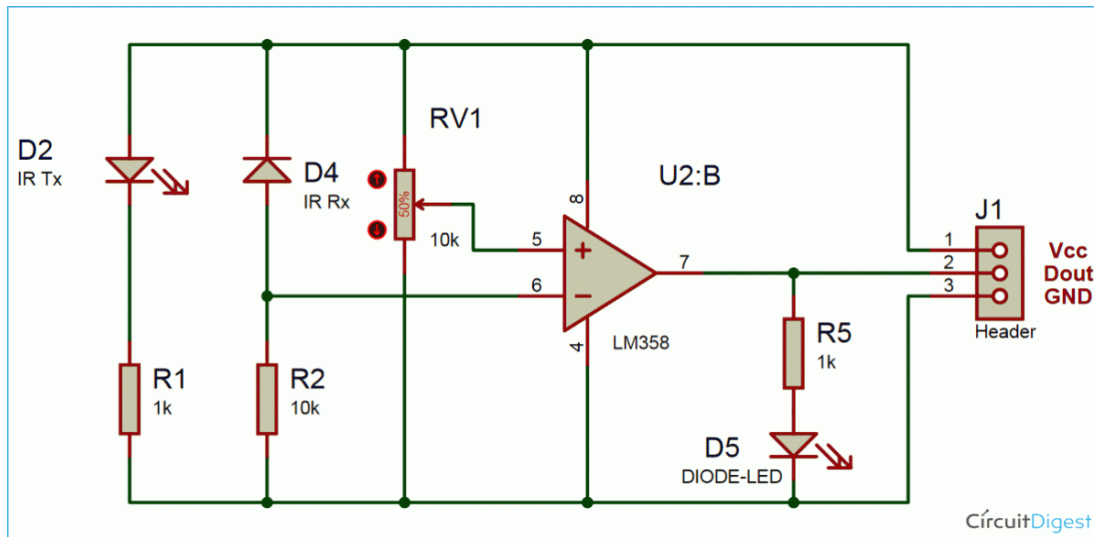 D2
IR Tx
D4
IR Rx
RV1
50%
10k
U2:B
8
5
6
7
4
LM358
J1
1
2
3
Vcc
Dout
GND
Header
R1
1k
R2
10k
R5
1k
D5
DIODE-LED
CircuitDigest